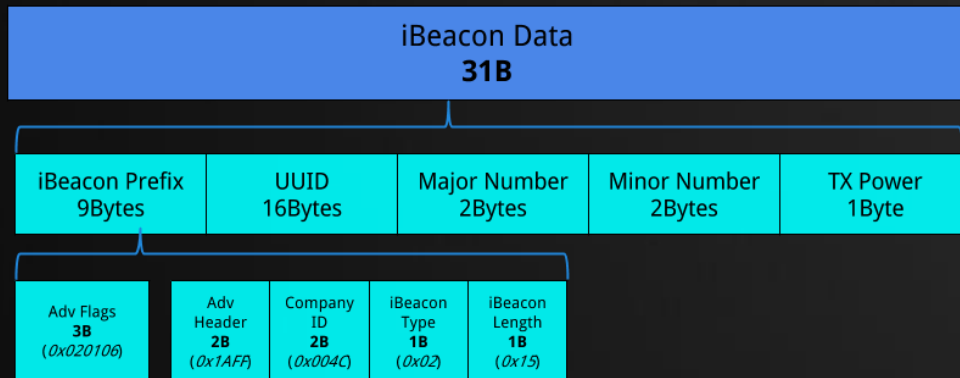 iBeacon Data
31B
iBeacon Prefix
9Bytes
UUID
16Bytes
Major Number
2Bytes
Minor Number
2Bytes
TX Power
1Byte
Adv Flags
3B
(0x020106)
Adv
Header
2B
(0x1AFF)
Company
ID
2B
(0x004C)
iBeacon
Type
1B
(0x02)
iBeacon
Length
1B
(0x15)